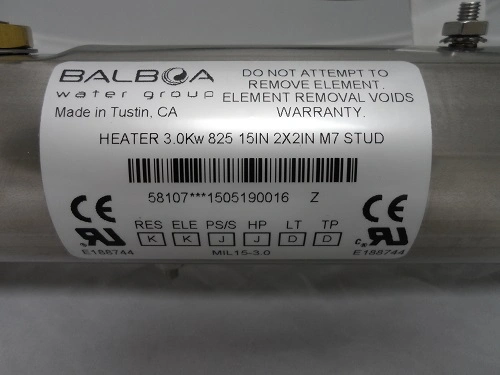 BALBOA
water group
Made in Tustin, CA
DO NOT ATTEMPT TO
REMOVE ELEMENT.
ELEMENT REMOVAL VOIDS
WARRANTY.
HEATER 3.0Kw 825 15IN 2X2IN M7 STUD
58107***1505190016 Z
CE
RES ELE PS/S HP LT TP
K K J J D D
MIL15-3.0
RU
E188744
CE
c RU
E188744